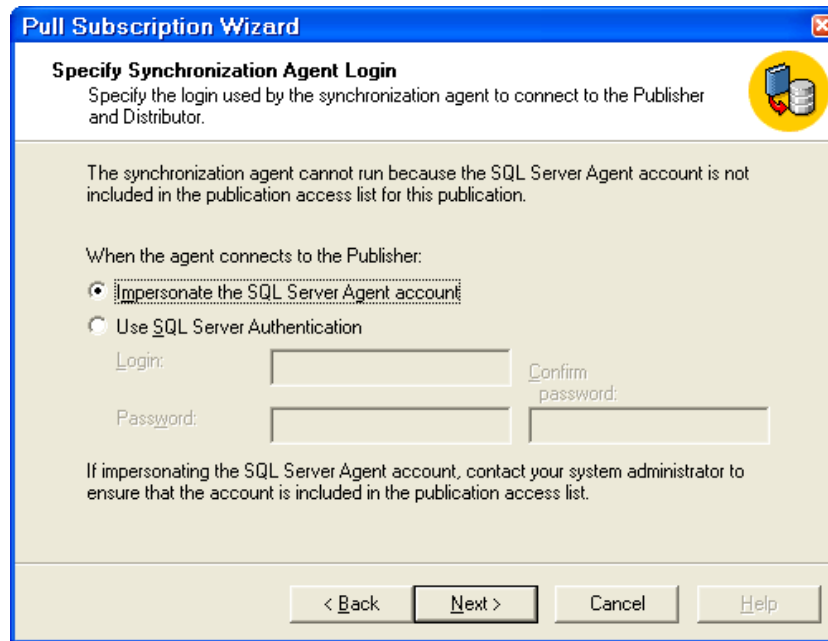 Pull Subscription Wizard
Specify Synchronization Agent Login
Specify the login used by the synchronization agent to connect to the Publisher
and Distributor.
The synchronization agent cannot run because the SQL Server Agent account is not
included in the publication access list for this publication.
When the agent connects to the Publisher:
Impersonate the SQL Server Agent account
Use SQL Server Authentication
Login:
Confirm
password:
Password:
If impersonating the SQL Server Agent account, contact your system administrator to
ensure that the account is included in the publication access list.
< Back Next > Cancel Help